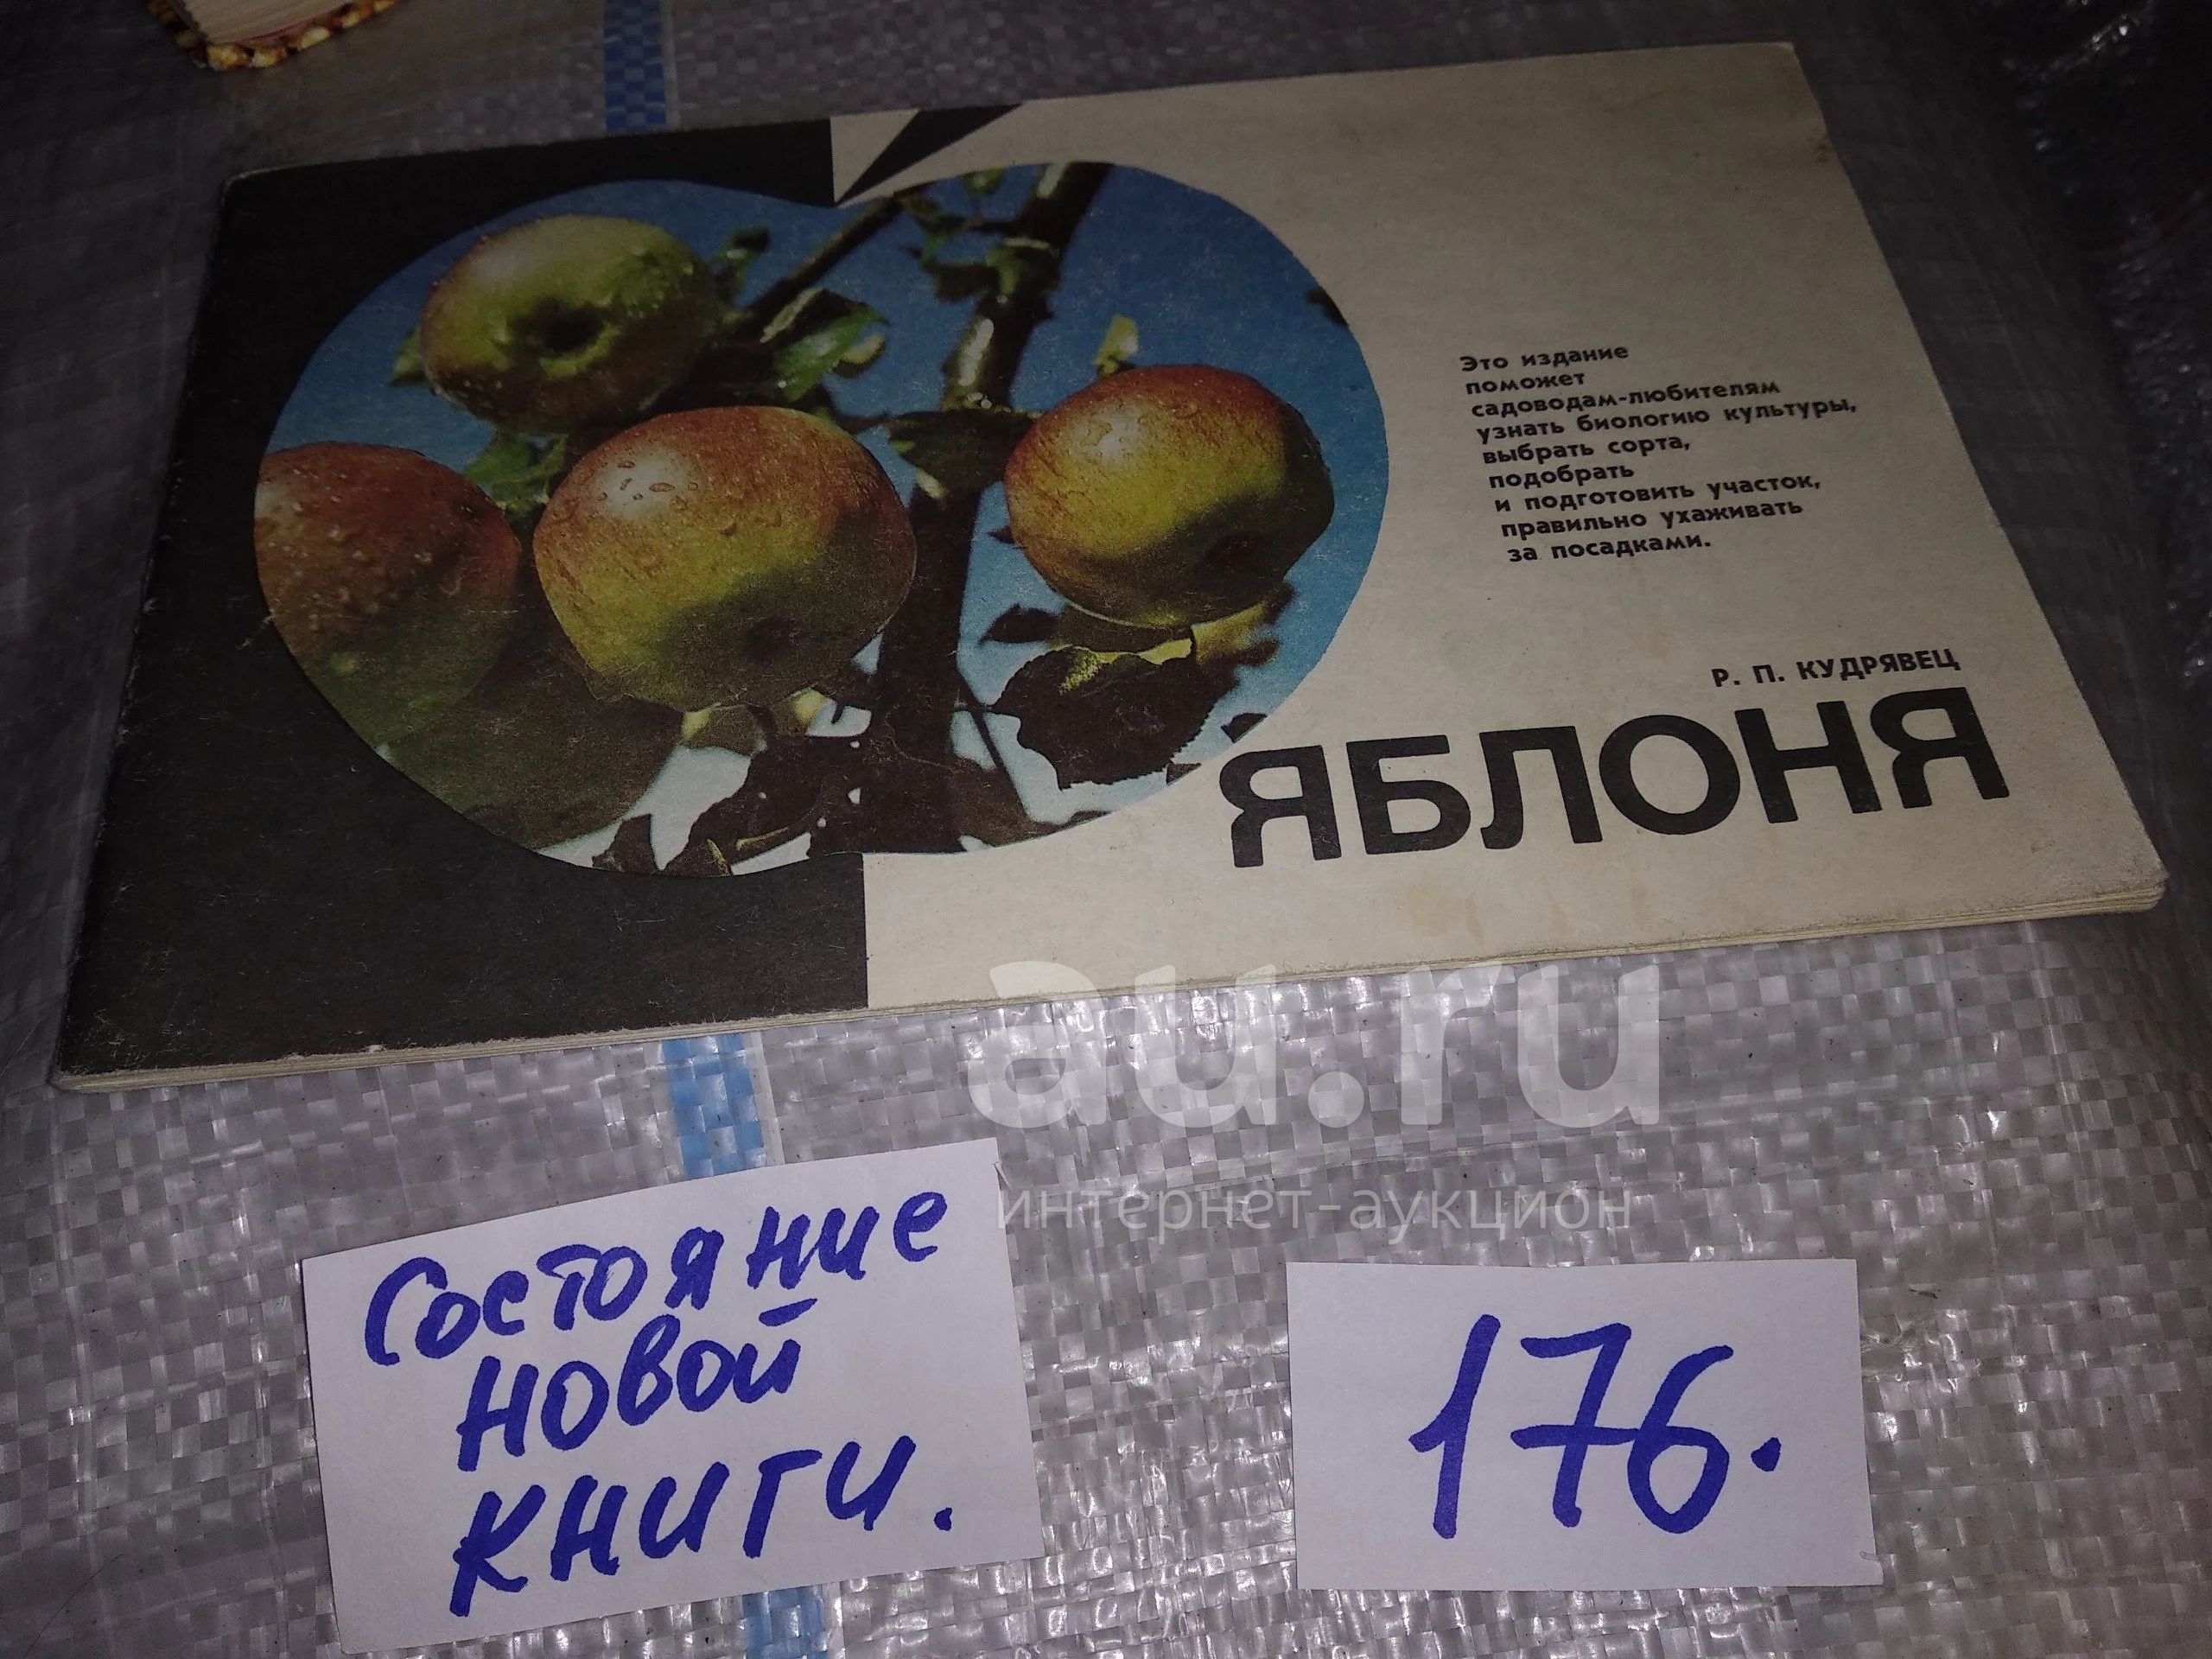 Это издание
поможет
садоводам-любителям
узнать биологию культуры,
выбрать сорта,
подобрать
и подготовить участок,
правильно ухаживать
за посадками.
Р. П. КУДРЯВЕЦ
ЯБЛОНЯ
au.ru
интернет-аукцион
Состояние
новой
книги.
176.